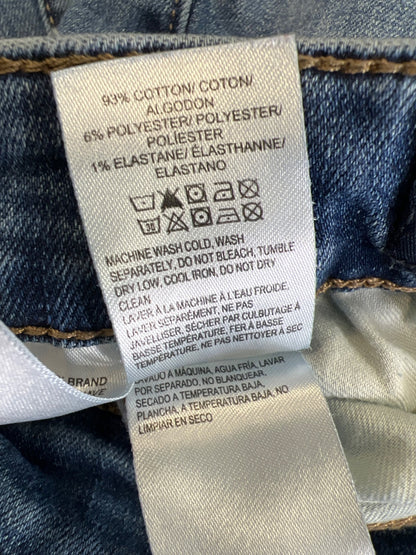 93% COTTON/ COTON/
ALGODON
6% POLYESTER/ POLYESTER/
POLÍESTER
1% ELASTANE/ ÉLASTHANNE/
ELASTANO
30
MACHINE WASH COLD, WASH
SEPARATELY, DO NOT BLEACH, TUMBLE
DRY LOW, COOL IRON, DO NOT DRY
CLEAN
LAVER À LA MACHINE À L'EAU FROIDE,
LAVER SÉPARÉMENT, NE PAS
JAVELLISER, SÉCHER PAR CULBUTAGE À
BASSE TEMPÉRATURE, FER À BASSE
TEMPÉRATURE, NE PAS NETTOYER À SEC
LAVADO A MÁQUINA, AGUA FRÍA, LAVAR
POR SEPARADO, NO BLANQUEAR,
SECADO A TEMPERATURA BAJA,
PLANCHA, A TEMPERATURA BAJA, NO
LIMPIAR EN SECO
BRAND